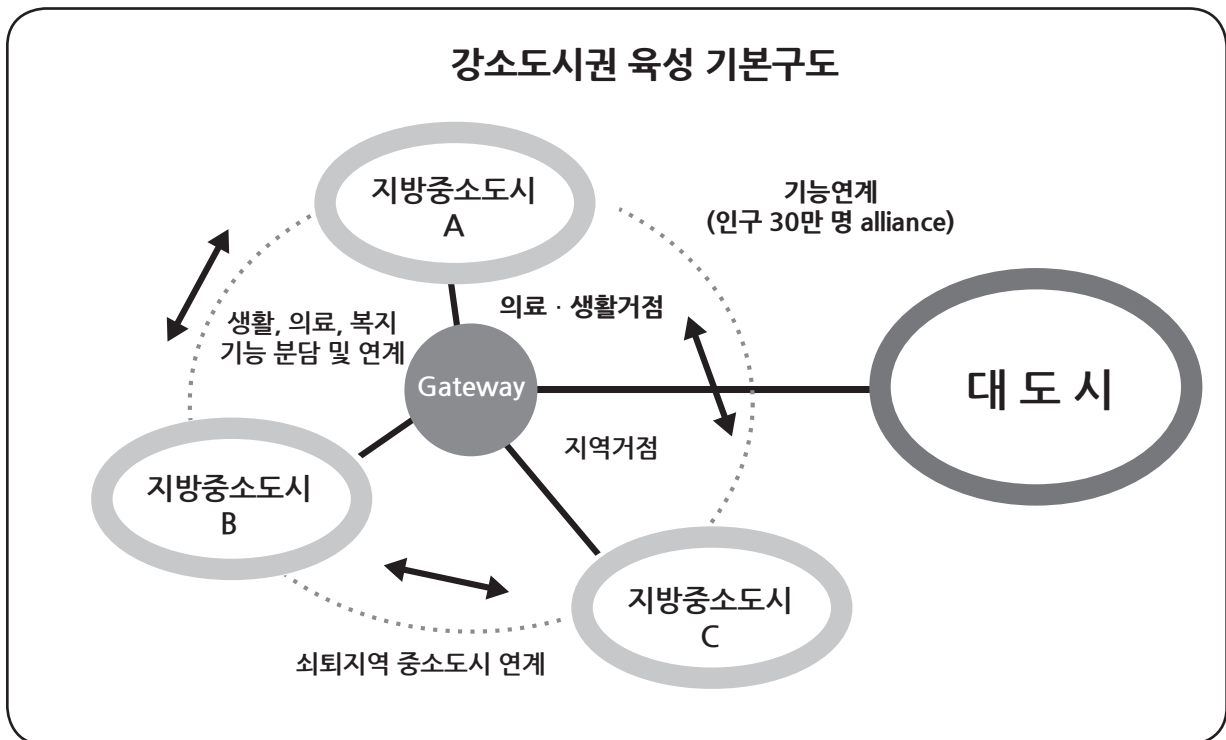 강소도시권 육성 기본구도
지방중소도시
A
기능연계
(인구 30만 명 alliance)
생활, 의료, 복지
기능 분담 및 연계
의료 · 생활거점
Gateway
대 도 시
지역거점
지방중소도시
B
지방중소도시
C
쇠퇴지역 중소도시 연계